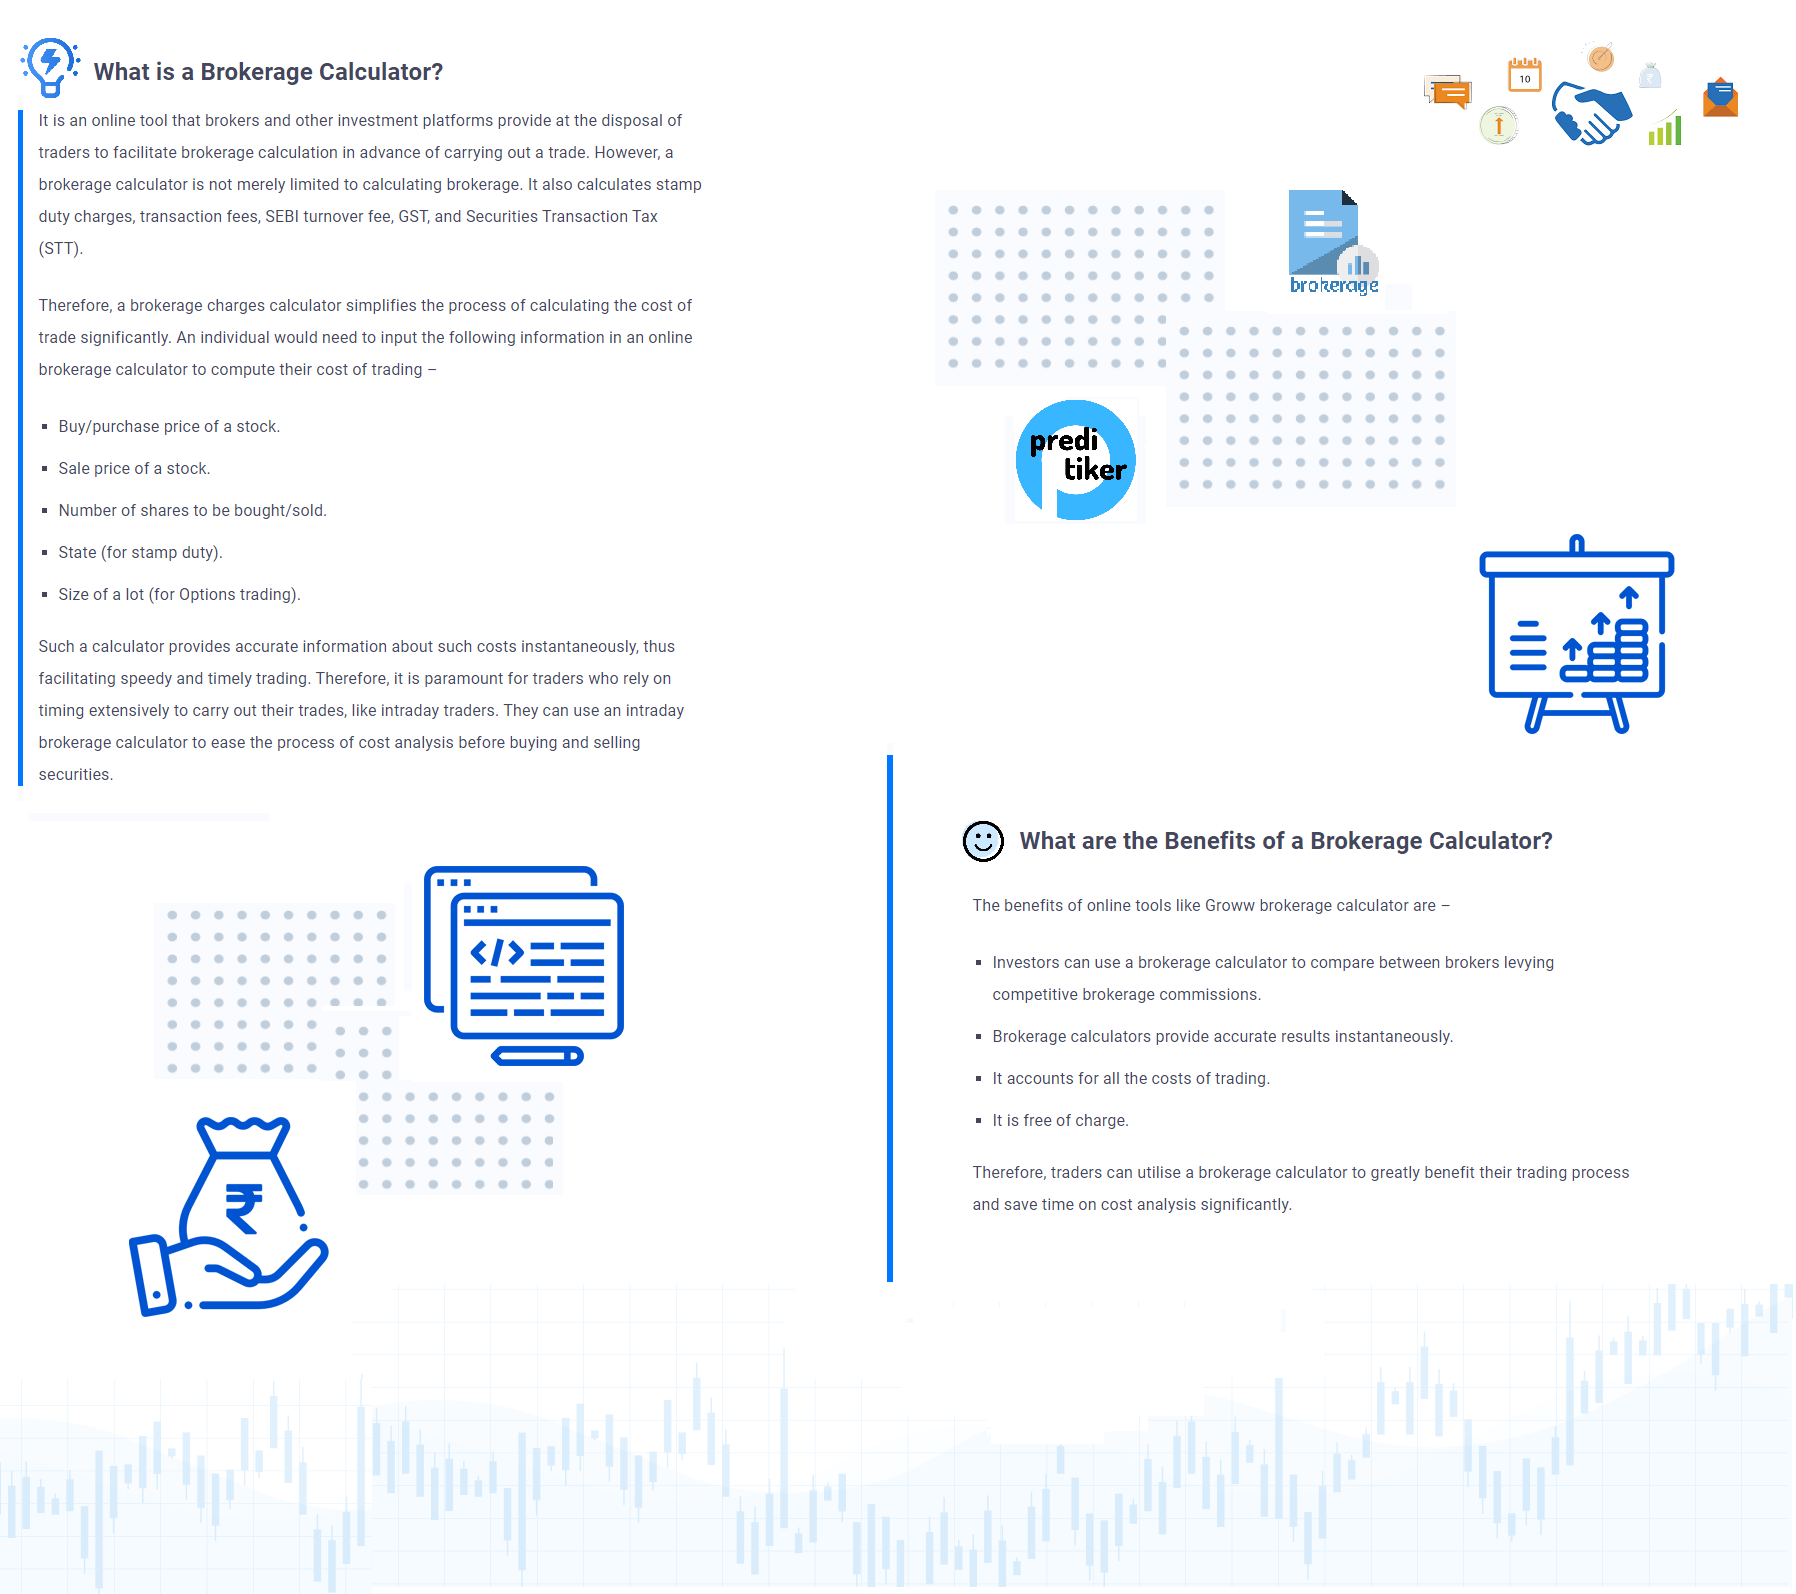 What is a Brokerage Calculator?
It is an online tool that brokers and other investment platforms provide at the disposal of
traders to facilitate brokerage calculation in advance of carrying out a trade. However, a
brokerage calculator is not merely limited to calculating brokerage. It also calculates stamp
duty charges, transaction fees, SEBI turnover fee, GST, and Securities Transaction Tax
(STT).
Therefore, a brokerage charges calculator simplifies the process of calculating the cost of
trade significantly. An individual would need to input the following information in an online
brokerage calculator to compute their cost of trading –
▪ Buy/purchase price of a stock.
▪ Sale price of a stock.
▪ Number of shares to be bought/sold.
▪ State (for stamp duty).
▪ Size of a lot (for Options trading).
Such a calculator provides accurate information about such costs instantaneously, thus
facilitating speedy and timely trading. Therefore, it is paramount for traders who rely on
timing extensively to carry out their trades, like intraday traders. They can use an intraday
brokerage calculator to ease the process of cost analysis before buying and selling
securities.
₹
10
₹
brokerage
predi
tiker
What are the Benefits of a Brokerage Calculator?
The benefits of online tools like Groww brokerage calculator are –
▪ Investors can use a brokerage calculator to compare between brokers levying
competitive brokerage commissions.
▪ Brokerage calculators provide accurate results instantaneously.
▪ It accounts for all the costs of trading.
▪ It is free of charge.
Therefore, traders can utilise a brokerage calculator to greatly benefit their trading process
and save time on cost analysis significantly.